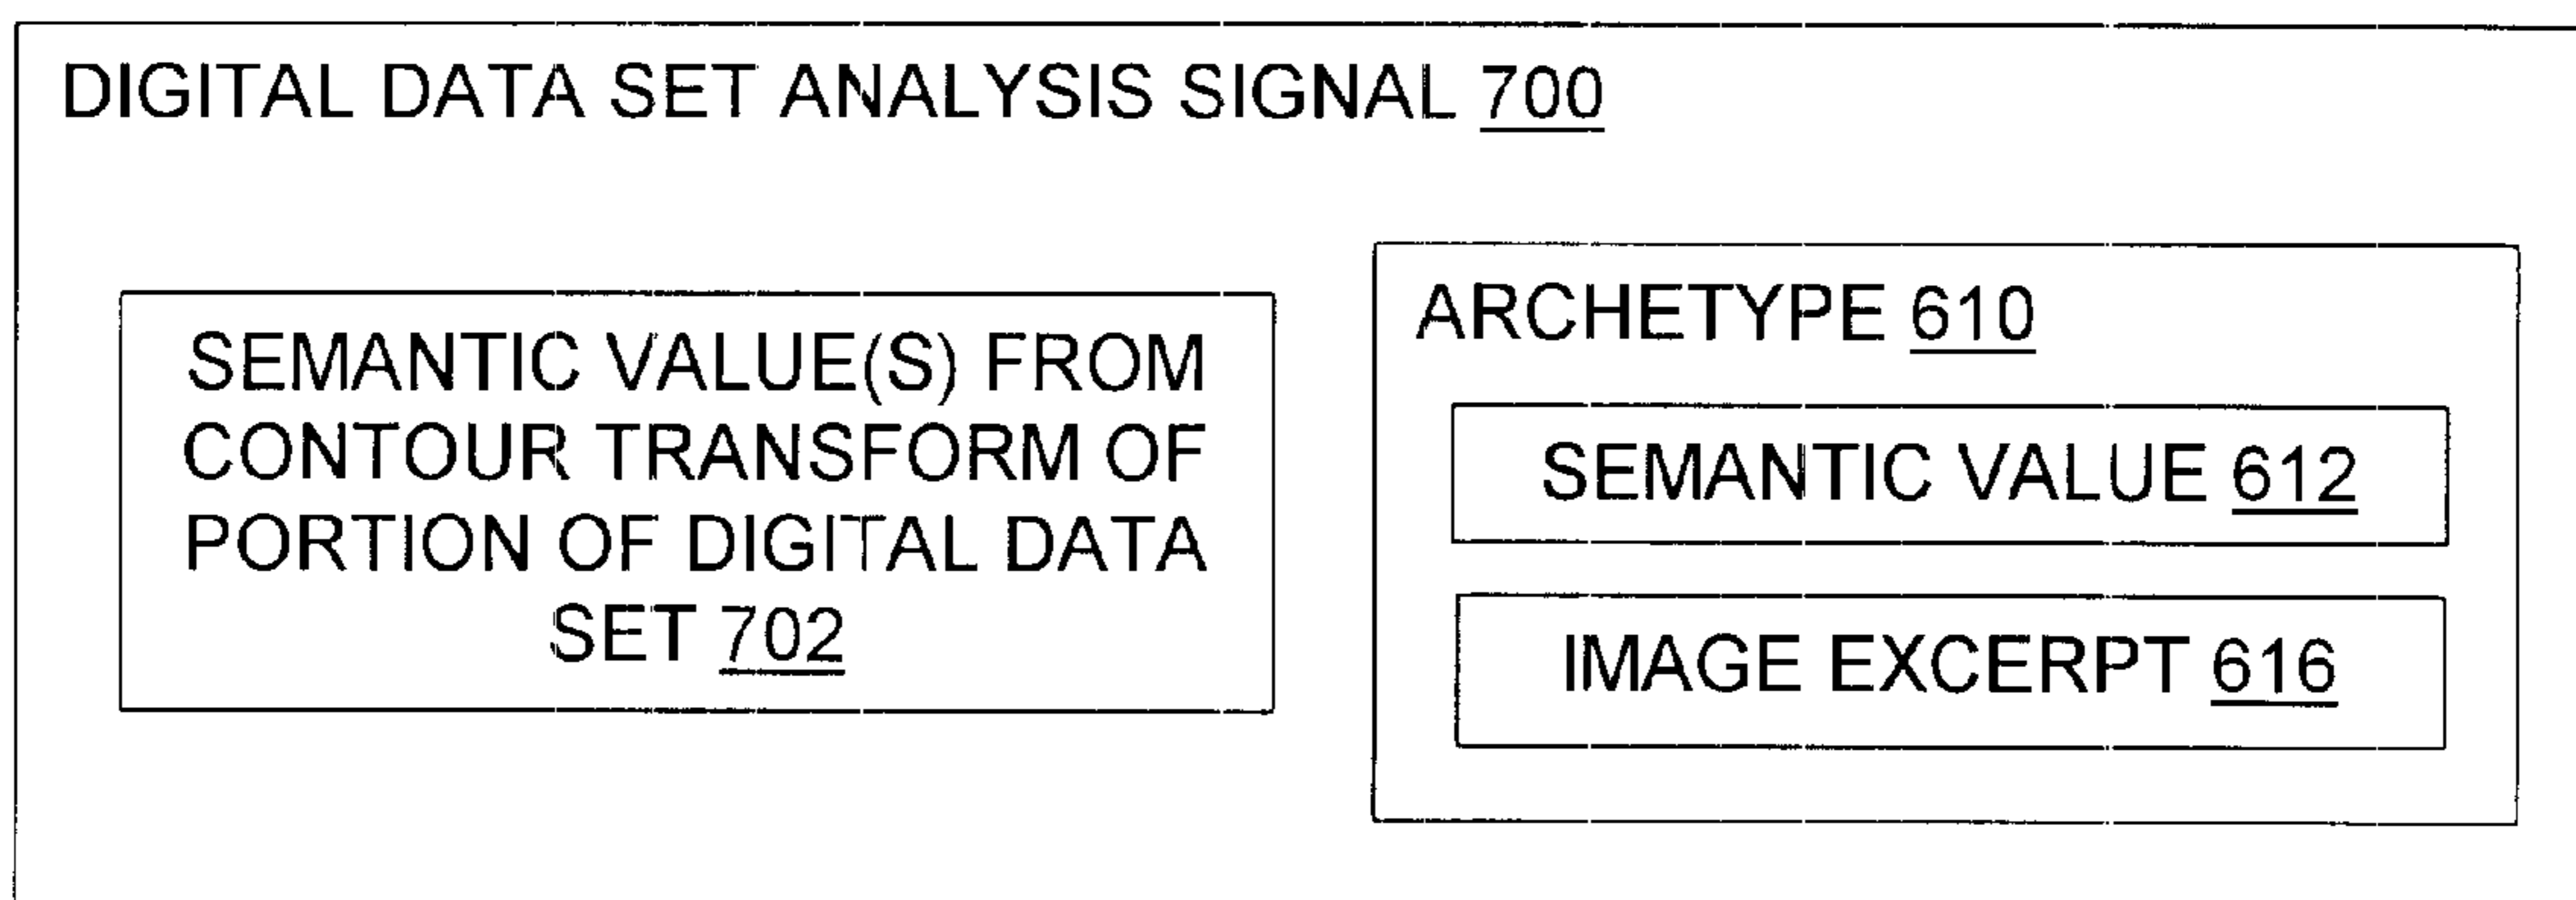 DIGITAL DATA SET ANALYSIS SIGNAL 700
SEMANTIC VALUE(S) FROM
CONTOUR TRANSFORM OF
PORTION OF DIGITAL DATA
SET 702
ARCHETYPE 610
SEMANTIC VALUE 612
IMAGE EXCERPT 616